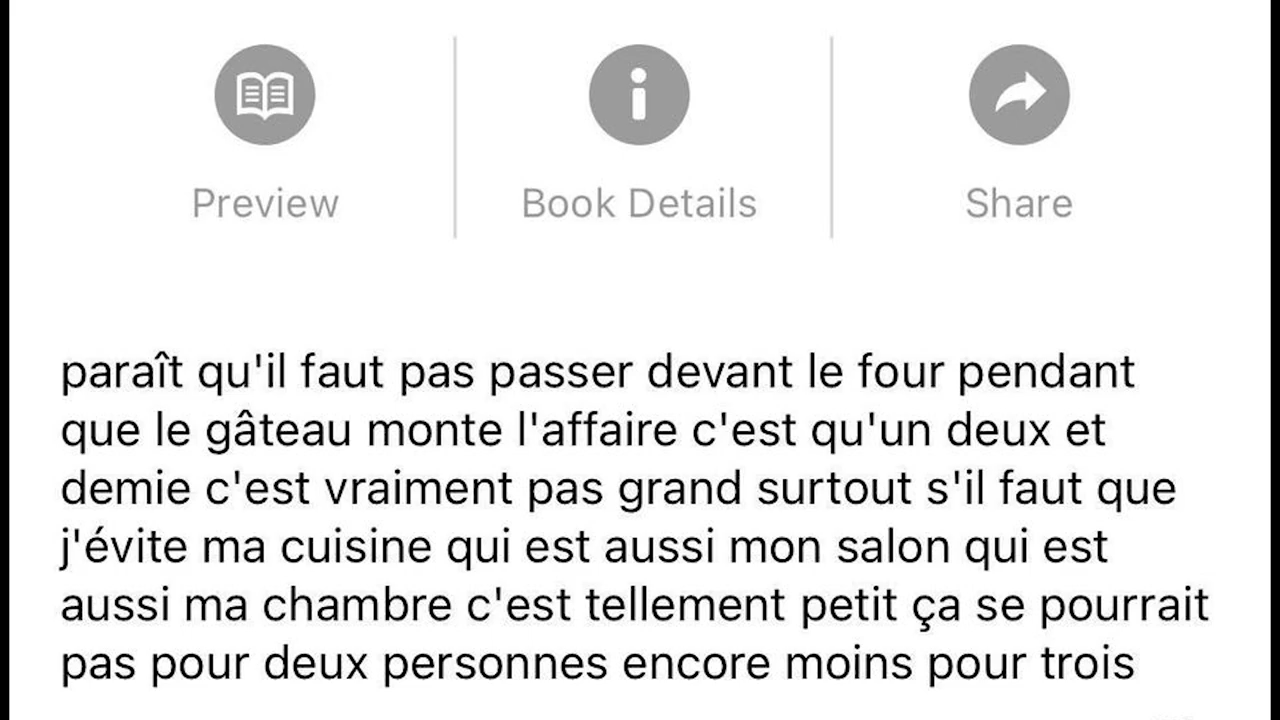 Preview
Book Details
Share
paraît qu'il faut pas passer devant le four pendant
que le gâteau monte l'affaire c'est qu'un deux et
demie c'est vraiment pas grand surtout s'il faut que
j'évite ma cuisine qui est aussi mon salon qui est
aussi ma chambre c'est tellement petit ça se pourrait
pas pour deux personnes encore moins pour trois